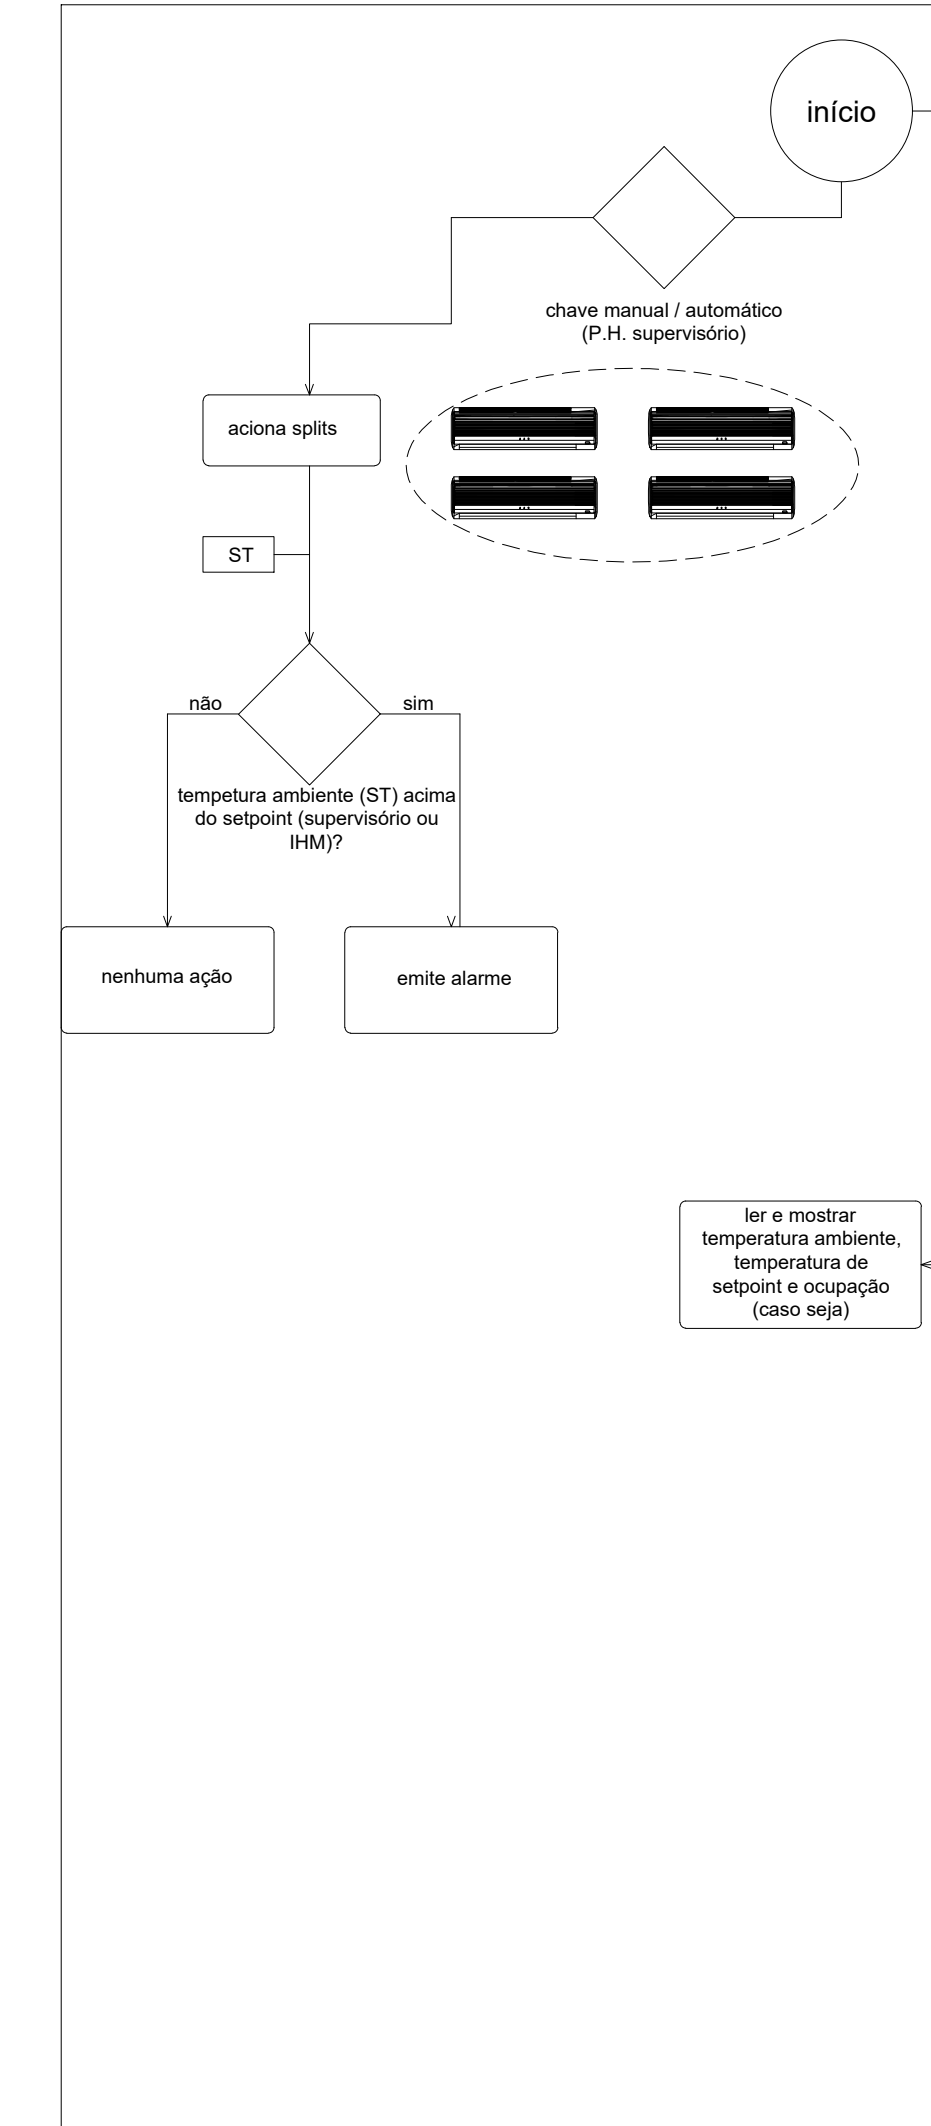 início
chave manual / automático
(P.H. supervisório)
aciona splits
ST
não
sim
tempetura ambiente (ST) acima
do setpoint (supervisório ou
IHM)?
nenhuma ação
emite alarme
ler e mostrar
temperatura ambiente,
temperatura de
setpoint e ocupação
(caso seja)